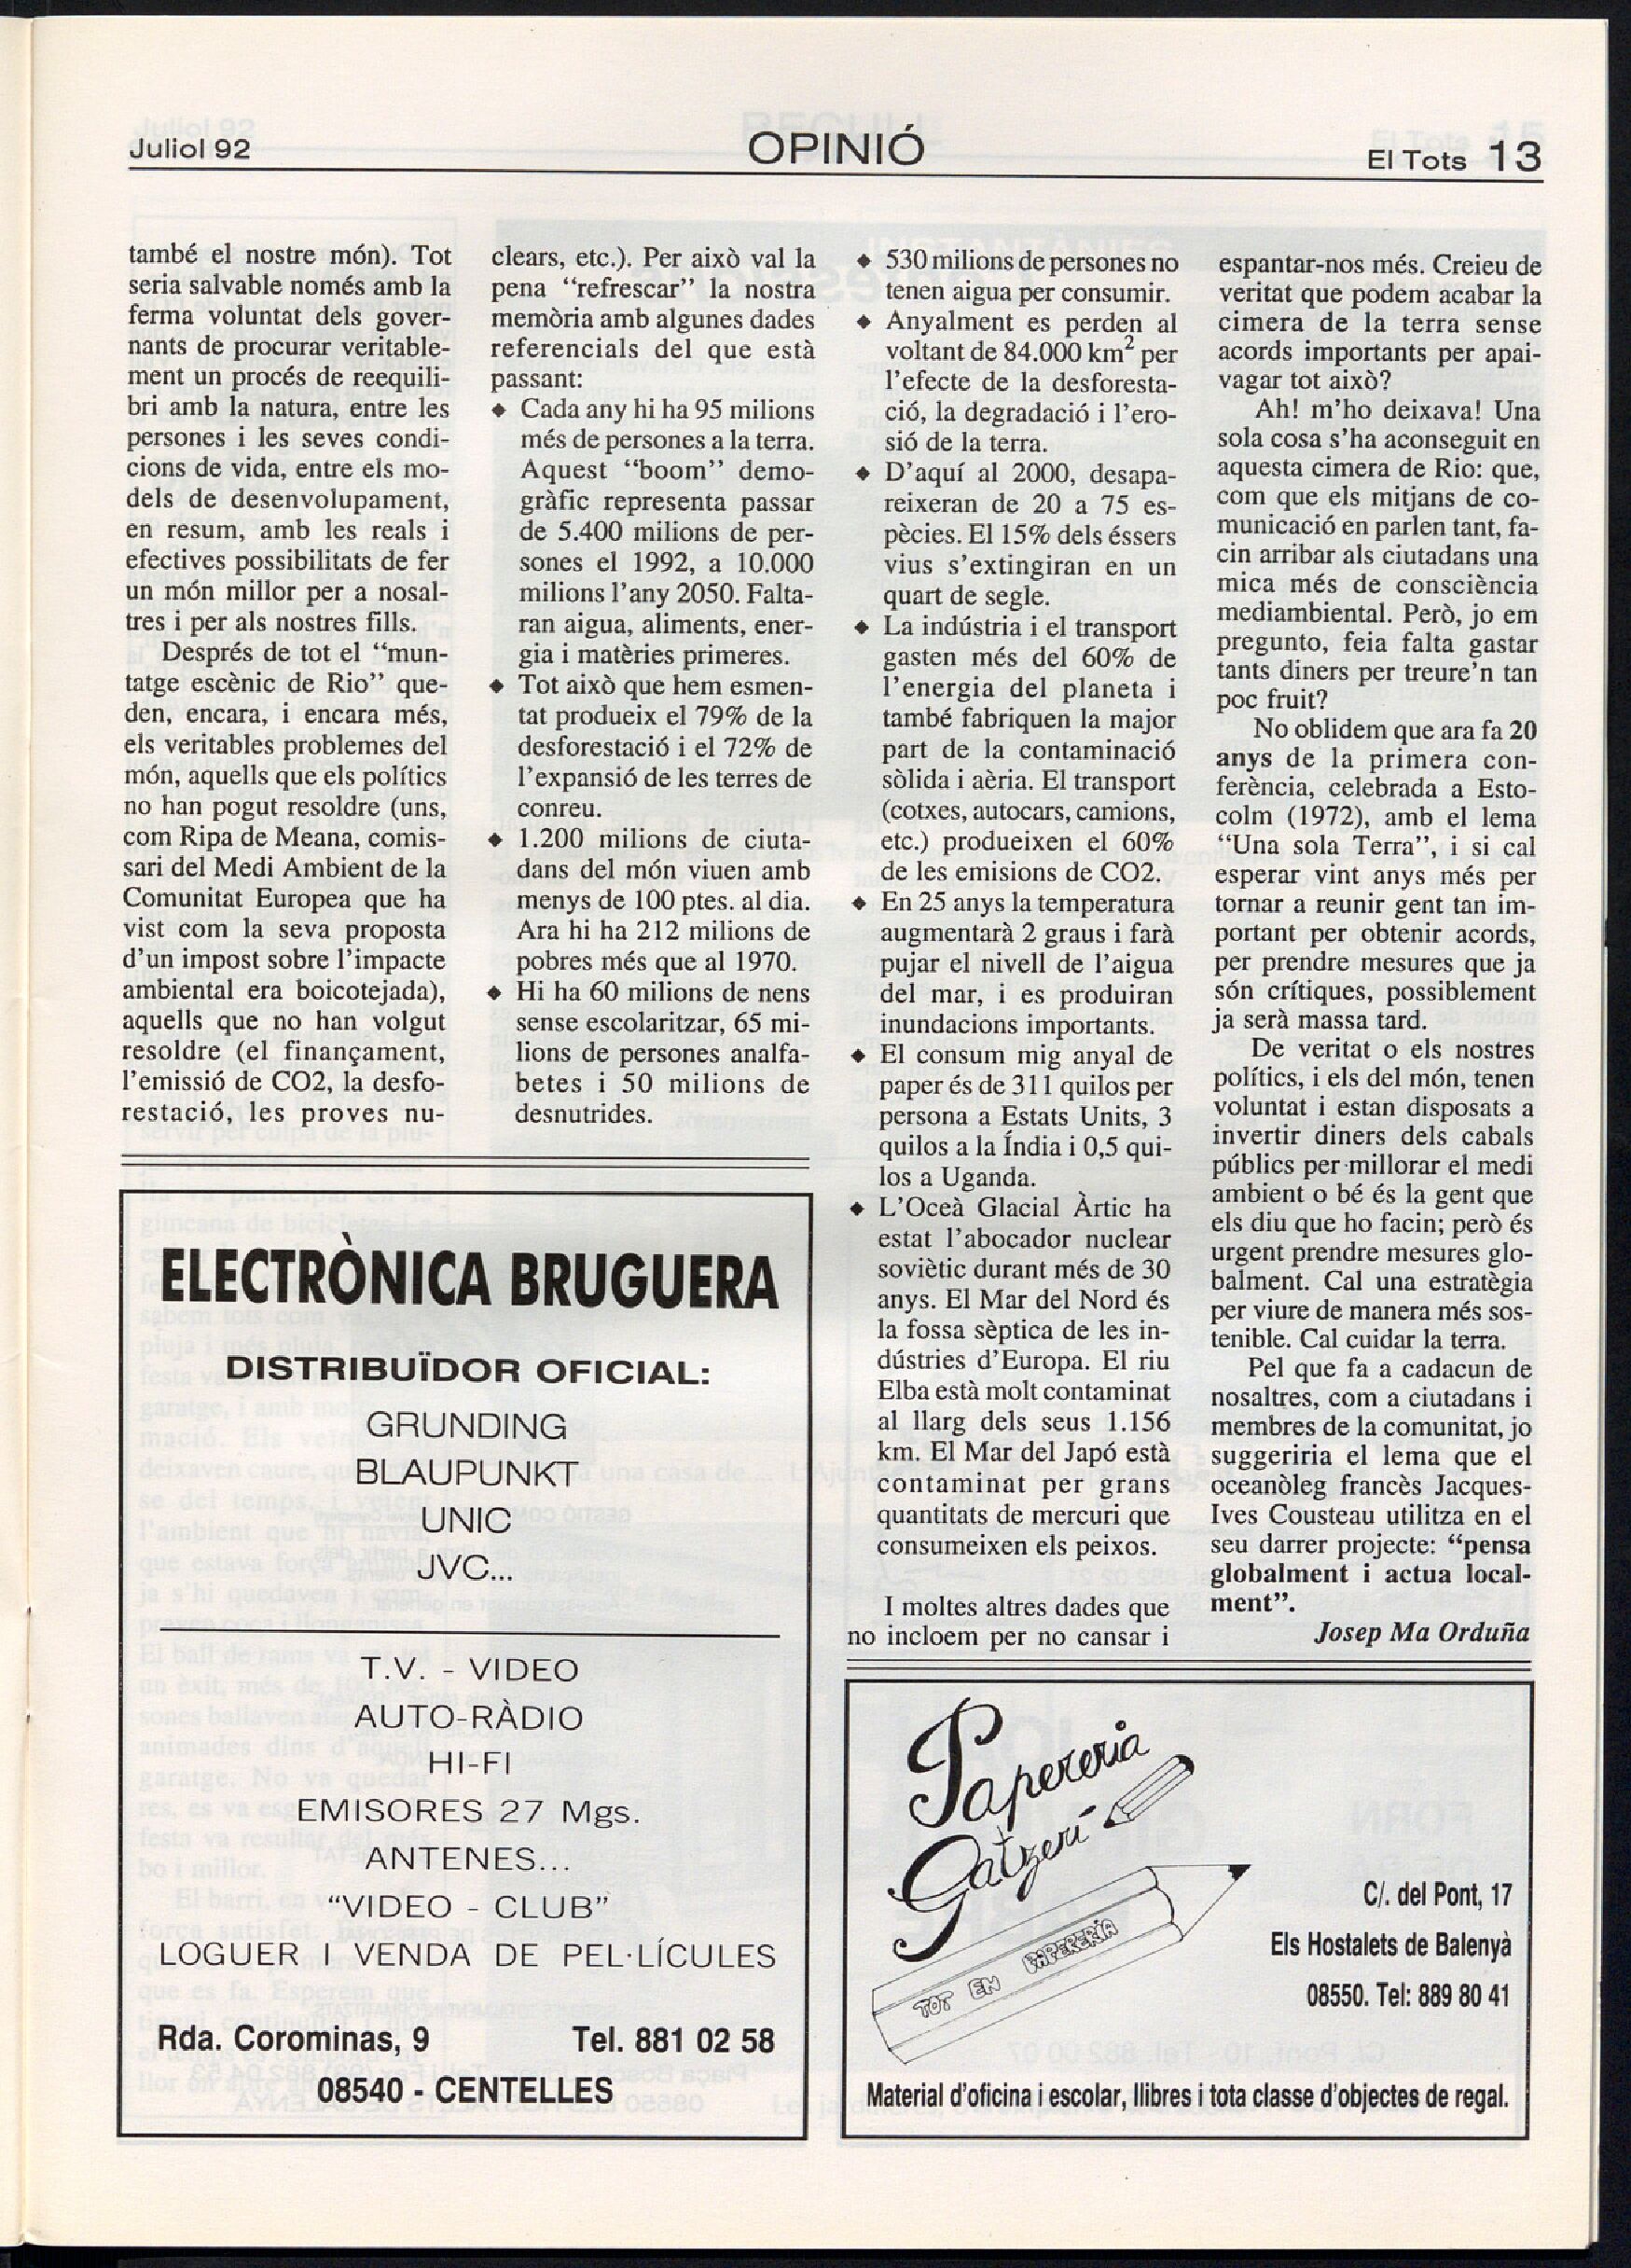 Juliol 92
OPINIÓ
El Tots 13
també el nostre món). Tot
seria salvable només amb la
ferma voluntat dels gover-
nants de procurar veritable-
ment un procés de reequili-
bri amb la natura, entre les
persones i les seves condi-
cions de vida, entre els mo-
dels de desenvolupament,
en resum, amb les reals i
efectives possibilitats de fer
un món millor per a nosal-
tres i per als nostres fills.
Després de tot el “mun-
tatge escènic de Rio” que-
den, encara, i encara més,
els veritables problemes del
món, aquells que els polítics
no han pogut resoldre (uns,
com Ripa de Meana, comis-
sari del Medi Ambient de la
Comunitat Europea que ha
vist com la seva proposta
d’un impost sobre l’impacte
ambiental era boicotejada),
aquells que no han volgut
resoldre (el finançament,
l’emissió de CO2, la desfo-
restació, les proves nu-
clears, etc.). Per això val la
pena “refrescar” la nostra
memòria amb algunes dades
referencials del que està
passant:
◆ Cada any hi ha 95 milions
més de persones a la terra.
Aquest “boom” demo-
gràfic representa passar
de 5.400 milions de per-
sones el 1992, a 10.000
milions l’any 2050. Falta-
ran aigua, aliments, ener-
gia i matèries primeres.
◆ Tot això que hem esmen-
tat produeix el 79% de la
desforestació i el 72% de
l’expansió de les terres de
conreu.
◆ 1.200 milions de ciuta-
dans del món viuen amb
menys de 100 ptes. al dia.
Ara hi ha 212 milions de
pobres més que al 1970.
◆ Hi ha 60 milions de nens
sense escolaritzar, 65 mi-
lions de persones analfa-
betes i 50 milions de
desnutrides.
◆ 530 milions de persones no
tenen aigua per consumir.
◆ Anyalment es perden al
voltant de 84.000 km² per
l’efecte de la desforesta-
ció, la degradació i l’ero-
sió de la terra.
◆ D’aquí al 2000, desapa-
reixeran de 20 a 75 es-
pècies. El 15% dels éssers
vius s’extingiran en un
quart de segle.
◆ La indústria i el transport
gasten més del 60% de
l’energia del planeta i
també fabriquen la major
part de la contaminació
sòlida i aèria. El transport
(cotxes, autocars, camions,
etc.) produeixen el 60%
de les emisions de CO2.
◆ En 25 anys la temperatura
augmentarà 2 graus i farà
pujar el nivell de l’aigua
del mar, i es produiran
inundacions importants.
◆ El consum mig anyal de
paper és de 311 quilos per
persona a Estats Units, 3
quilos a la Índia i 0,5 qui-
los a Uganda.
◆ L’Oceà Glacial Àrtic ha
estat l’abocador nuclear
soviètic durant més de 30
anys. El Mar del Nord és
la fossa sèptica de les in-
dústries d’Europa. El riu
Elba està molt contaminat
al llarg dels seus 1.156
km. El Mar del Japó està
contaminat per grans
quantitats de mercuri que
consumeixen els peixos.
I moltes altres dades que
no incloem per no cansar i
espantar-nos més. Creieu de
veritat que podem acabar la
cimera de la terra sense
acords importants per apai-
vagar tot això?
Ah! m’ho deixava! Una
sola cosa s’ha aconseguit en
aquesta cimera de Rio: que,
com que els mitjans de co-
municació en parlen tant, fa-
cin arribar als ciutadans una
mica més de consciència
mediambiental. Però, jo em
pregunto, feia falta gastar
tants diners per treure’n tan
poc fruit?
No oblidem que ara fa 20
anys de la primera con-
ferència, celebrada a Esto-
colm (1972), amb el lema
“Una sola Terra”, i si cal
esperar vint anys més per
tornar a reunir gent tan im-
portant per obtenir acords,
per prendre mesures que ja
són crítiques, possiblement
ja serà massa tard.
De veritat o els nostres
polítics, i els del món, tenen
voluntat i estan disposats a
invertir diners dels cabals
públics per millorar el medi
ambient o bé és la gent que
els diu que ho facin; però és
urgent prendre mesures glo-
balment. Cal una estratègia
per viure de manera més sos-
tenible. Cal cuidar la terra.
Pel que fa a cadacun de
nosaltres, com a ciutadans i
membres de la comunitat, jo
suggeriria el lema que el
oceanòleg francès Jacques-
Ives Cousteau utilitzà en el
seu darrer projecte: “pensa
globalment i actua local-
ment”.
Josep Ma Orduña
ELECTRÒNICA BRUGUERA
DISTRIBUÏDOR OFICIAL:
GRUNDING
BLAUPUNKT
UNIC
JVC...
T.V. - VIDEO
AUTO-RÀDIO
HI-FI
EMISORES 27 Mgs.
ANTENES...
“VIDEO - CLUB”
LOGUER I VENDA DE PEL·LÍCULES
Rda. Corominas, 9 Tel. 881 02 58
08540 - CENTELLES
Papereria
Gatzerí
TOT EN PAPERERIA
C/. del Pont, 17
Els Hostalets de Balenyà
08550. Tel: 889 80 41
Material d’oficina i escolar, llibres i tota classe d’objectes de regal.